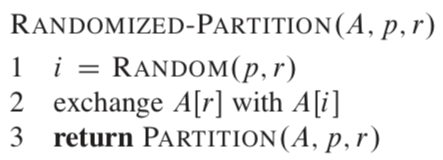 RANDOMIZED-PARTITION(A, p, r)
1 i = RANDOM(p, r)
2 exchange A[r] with A[i]
3 return PARTITION(A, p, r)